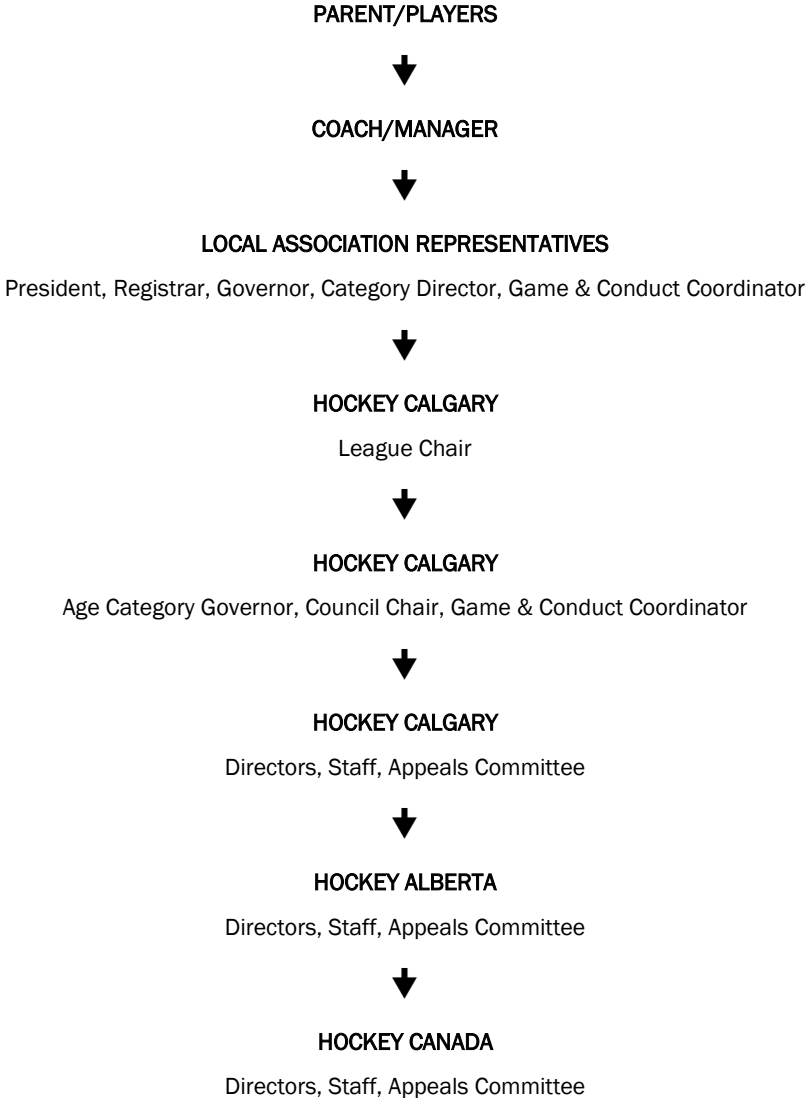 PARENT/PLAYERS
COACH/MANAGER
LOCAL ASSOCIATION REPRESENTATIVES
President, Registrar, Governor, Category Director, Game & Conduct Coordinator
HOCKEY CALGARY
League Chair
HOCKEY CALGARY
Age Category Governor, Council Chair, Game & Conduct Coordinator
HOCKEY CALGARY
Directors, Staff, Appeals Committee
HOCKEY ALBERTA
Directors, Staff, Appeals Committee
HOCKEY CANADA
Directors, Staff, Appeals Committee